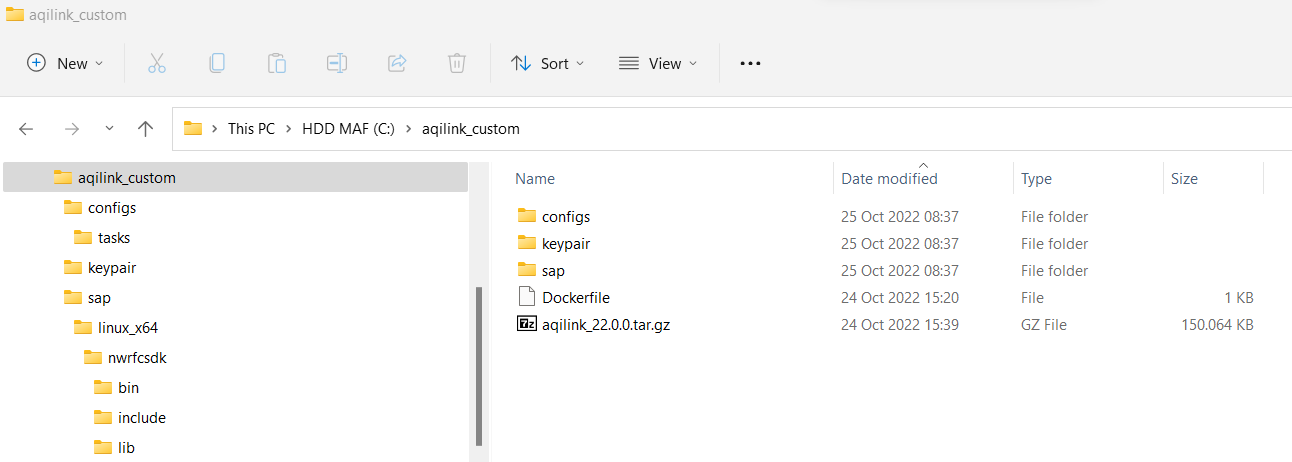 aqilink_custom
New Sort View
This PC HDD MAF (C:) aqilink_custom
aqilink_custom
configs
tasks
keypair
sap
linux_x64
nwrfcsdk
bin
include
lib
Name Date modified Type Size
configs 25 Oct 2022 08:37 File folder
keypair 25 Oct 2022 08:37 File folder
sap 25 Oct 2022 08:37 File folder
Dockerfile 24 Oct 2022 15:20 File 1 KB
7z aqilink_22.0.0.tar.gz 24 Oct 2022 15:39 GZ File 150.064 KB